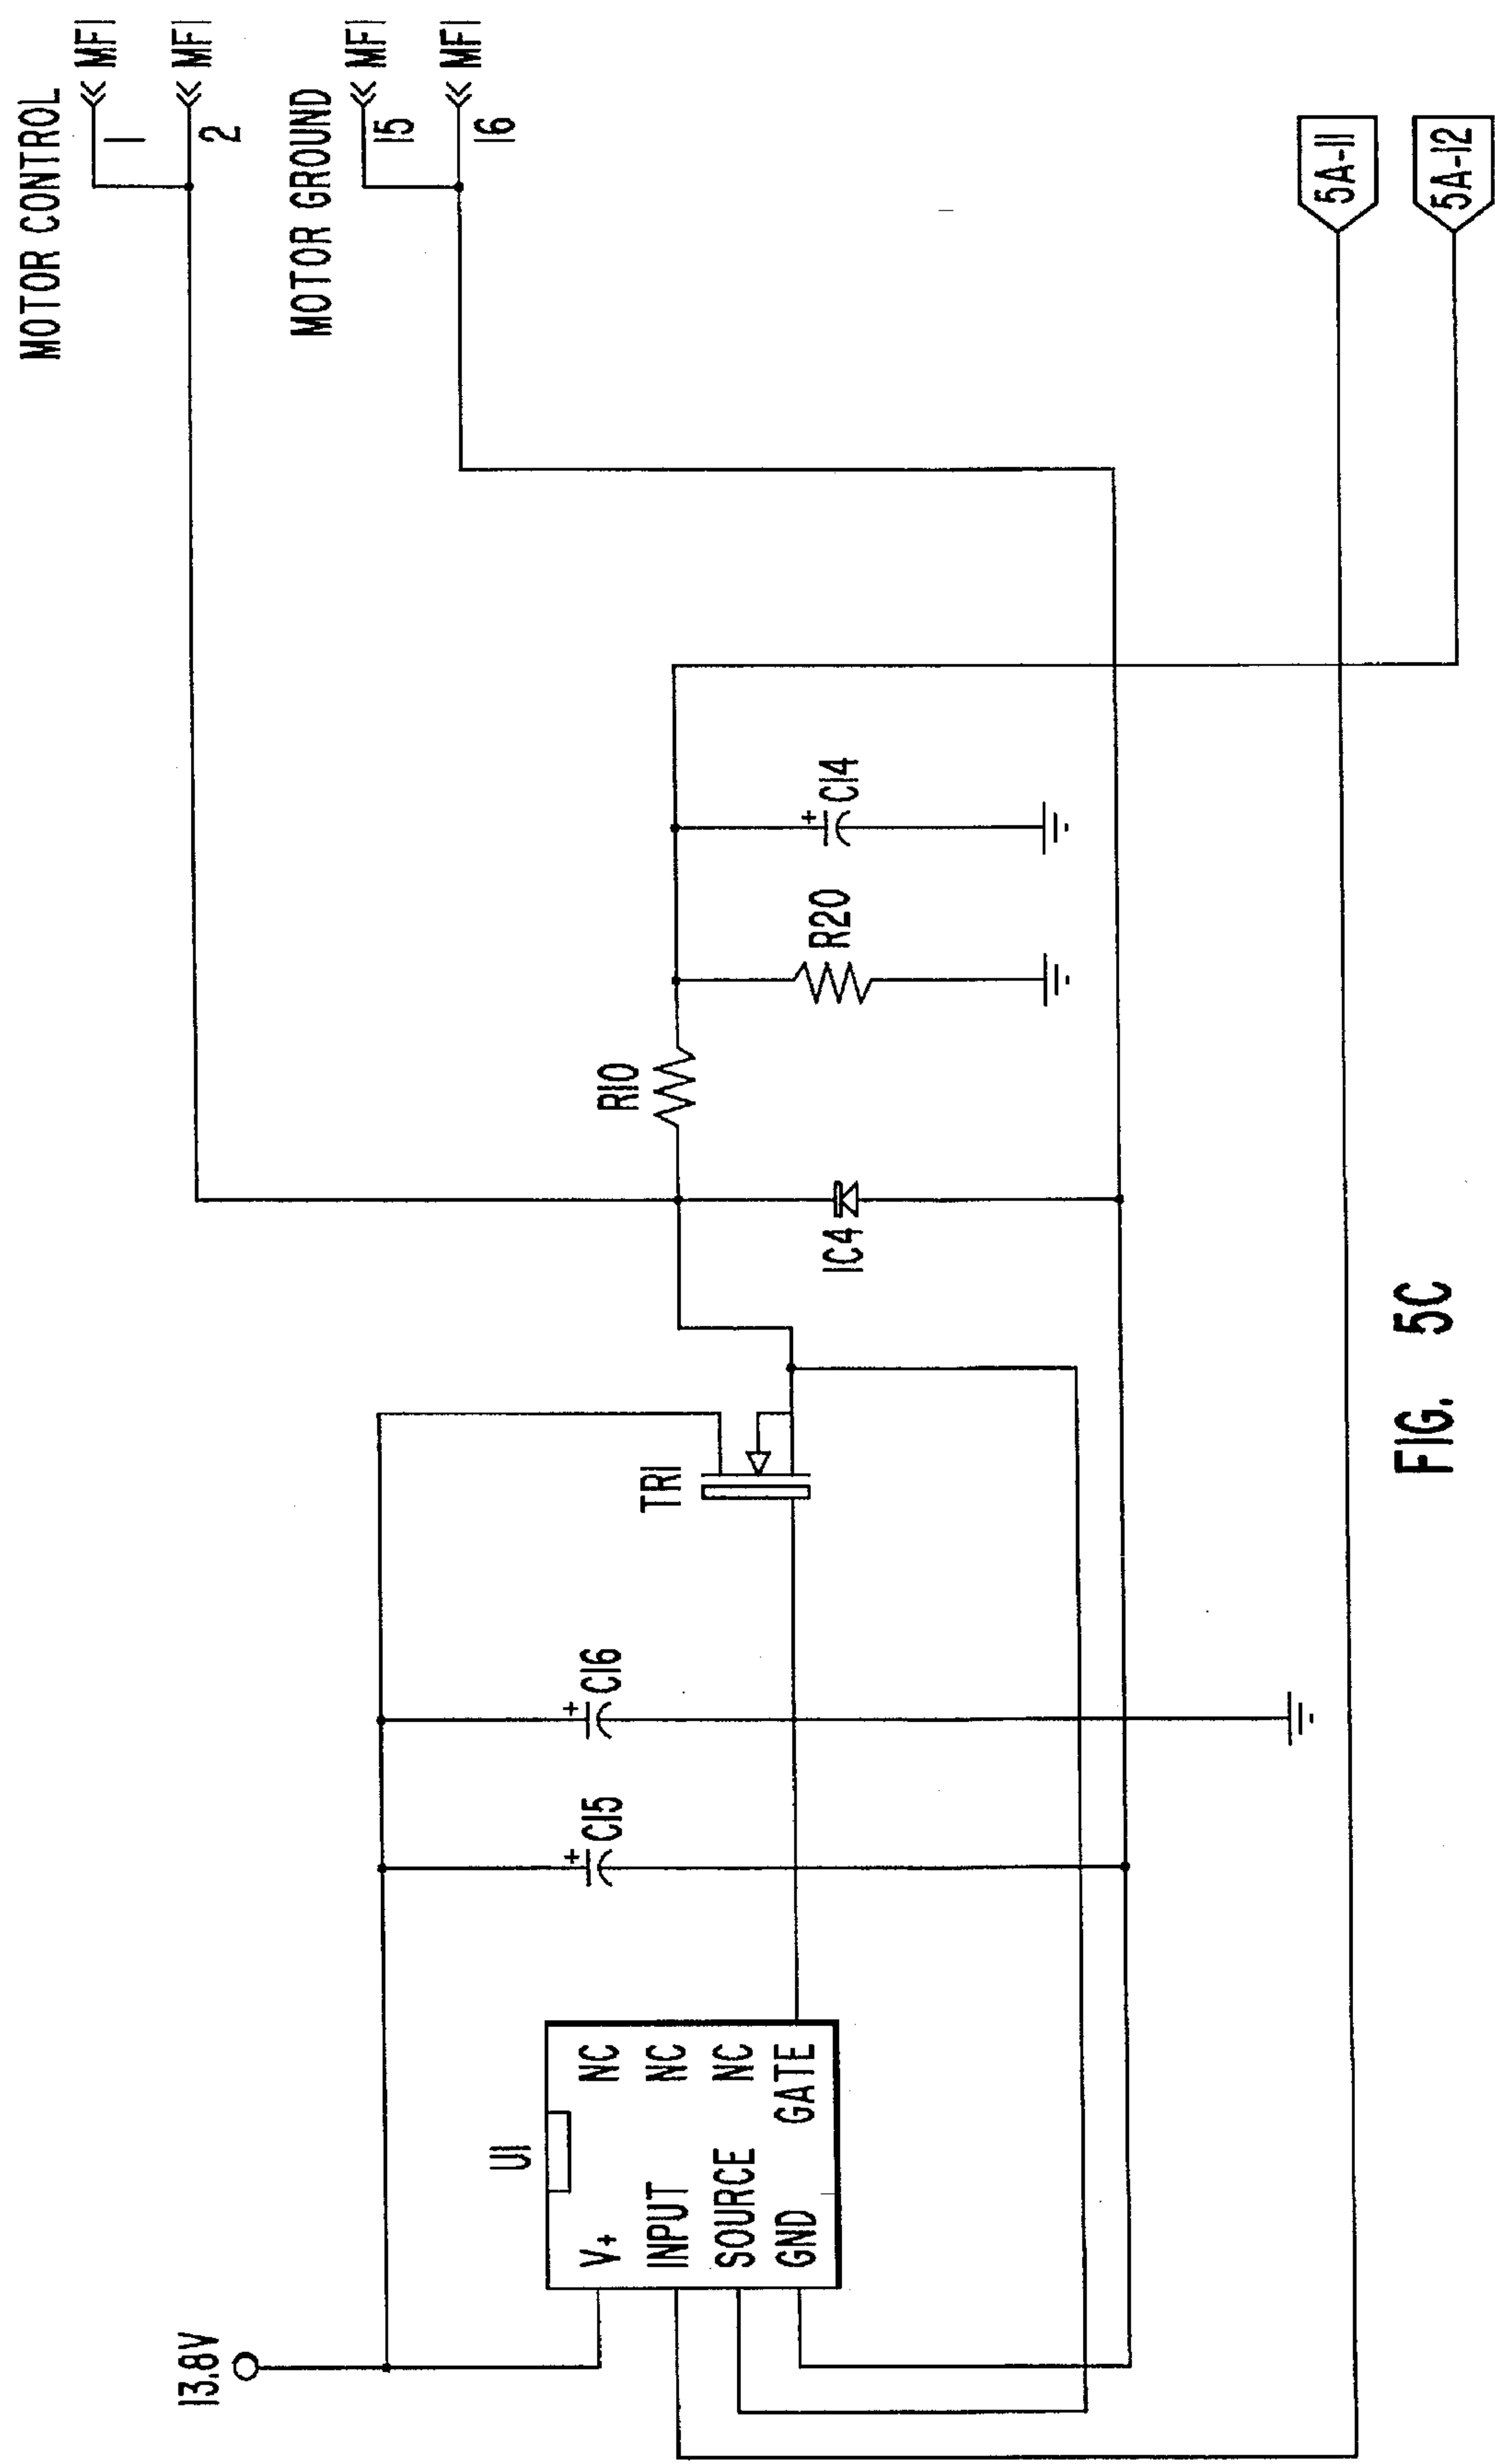 MOTOR CONTROL
MF1
1
MF1
2
13.8V
MOTOR GROUND
MF1
15
MF1
16
U1
V+ NC
INPUT NC
SOURCE NC
GND GATE
+
C15
+
C16
TR1
R10
IC4
R20
+
C14
5A-11
5A-12
FIG. 5C